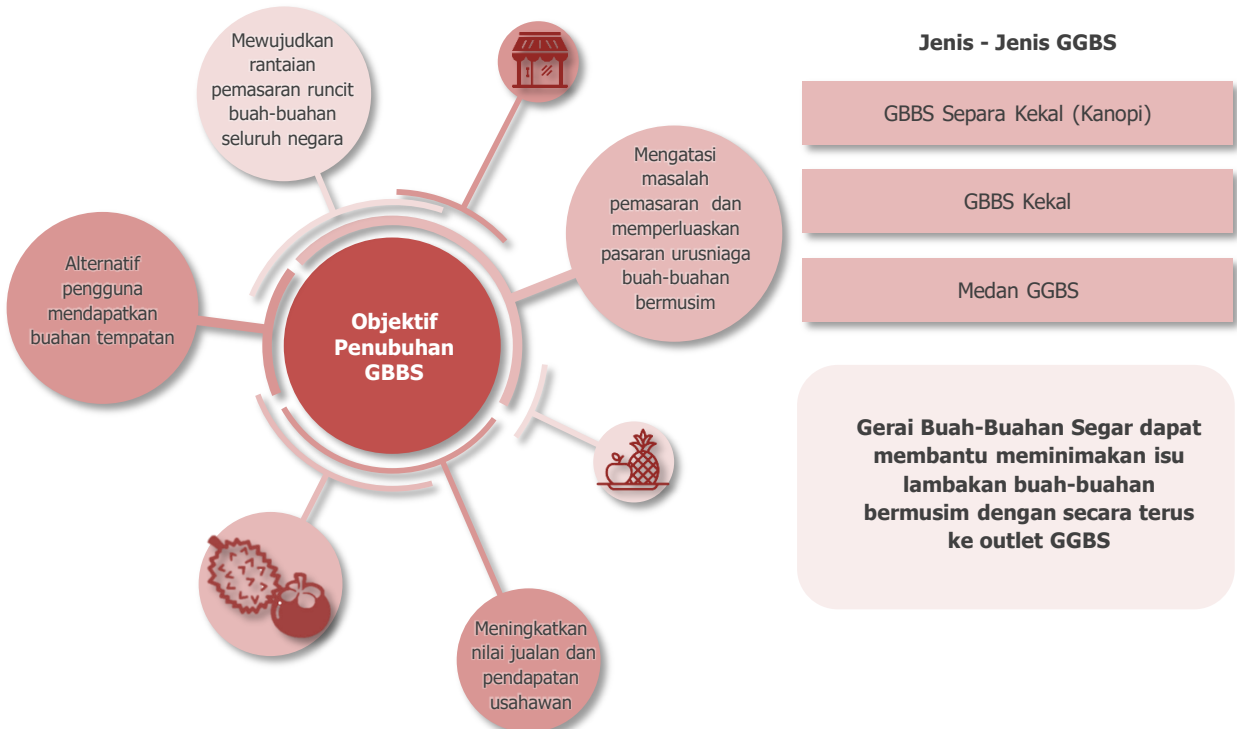 Mewujudkan
rantaian
pemasaran runcit
buah-buahan
seluruh negara
Mengatasi
masalah
pemasaran dan
memperluaskan
pasaran urusniaga
buah-buahan
bermusim
Alternatif
pengguna
mendapatkan
buahan tempatan
Objektif
Penubuhan
GBBS
Meningkatkan
nilai jualan dan
pendapatan
usahawan
Jenis - Jenis GGBS
GBBS Separa Kekal (Kanopi)
GBBS Kekal
Medan GGBS
Gerai Buah-Buahan Segar dapat
membantu meminimakan isu
lambakan buah-buahan
bermusim dengan secara terus
ke outlet GGBS